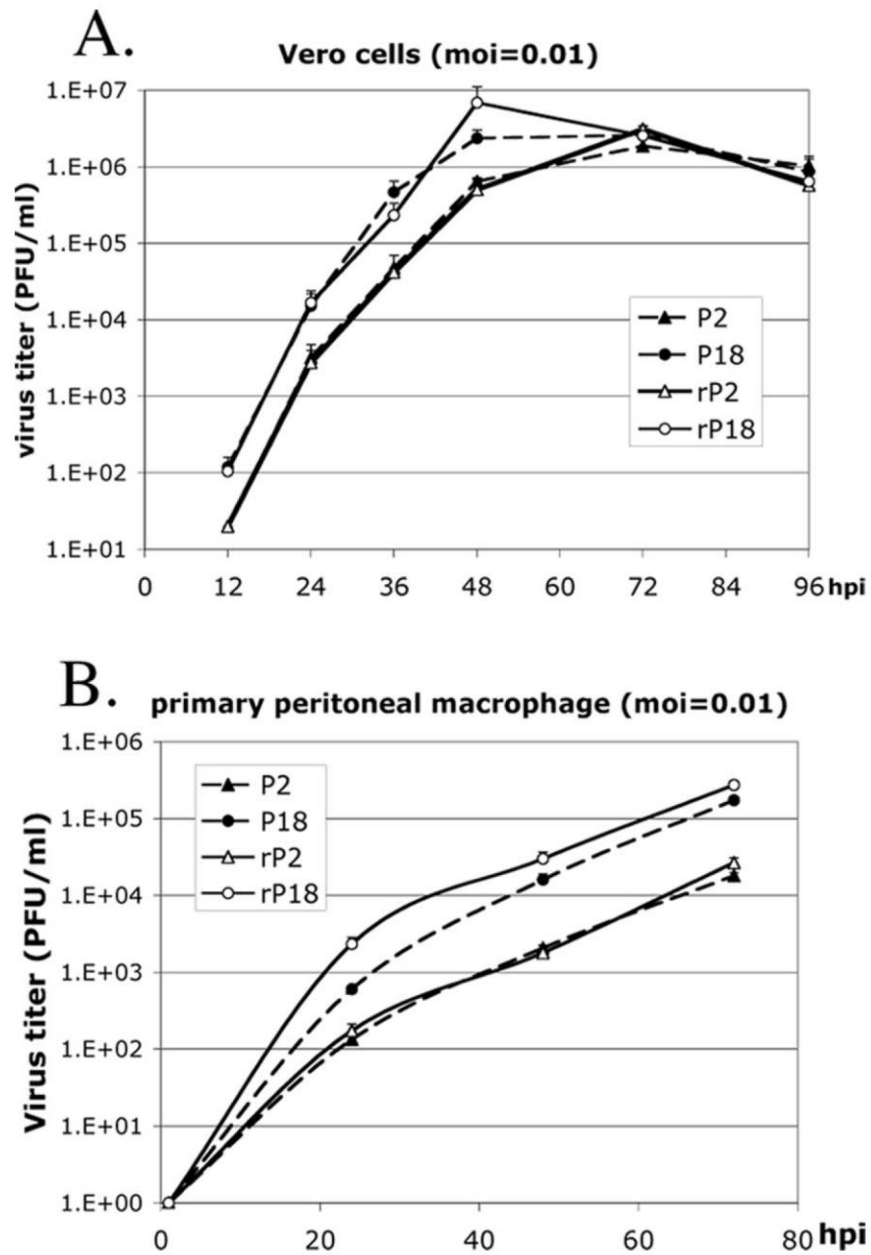 A.
Vero cells (moi=0.01)
virus titer (PFU/ml)
1.E+07
1.E+06
1.E+05
1.E+04
1.E+03
1.E+02
1.E+01
P2
P18
rP2
rP18
0 12 24 36 48 60 72 84 96 hpi
B.
primary peritoneal macrophage (moi=0.01)
Virus titer (PFU/ml)
1.E+06
1.E+05
1.E+04
1.E+03
1.E+02
1.E+01
1.E+00
P2
P18
rP2
rP18
0 20 40 60 80 hpi